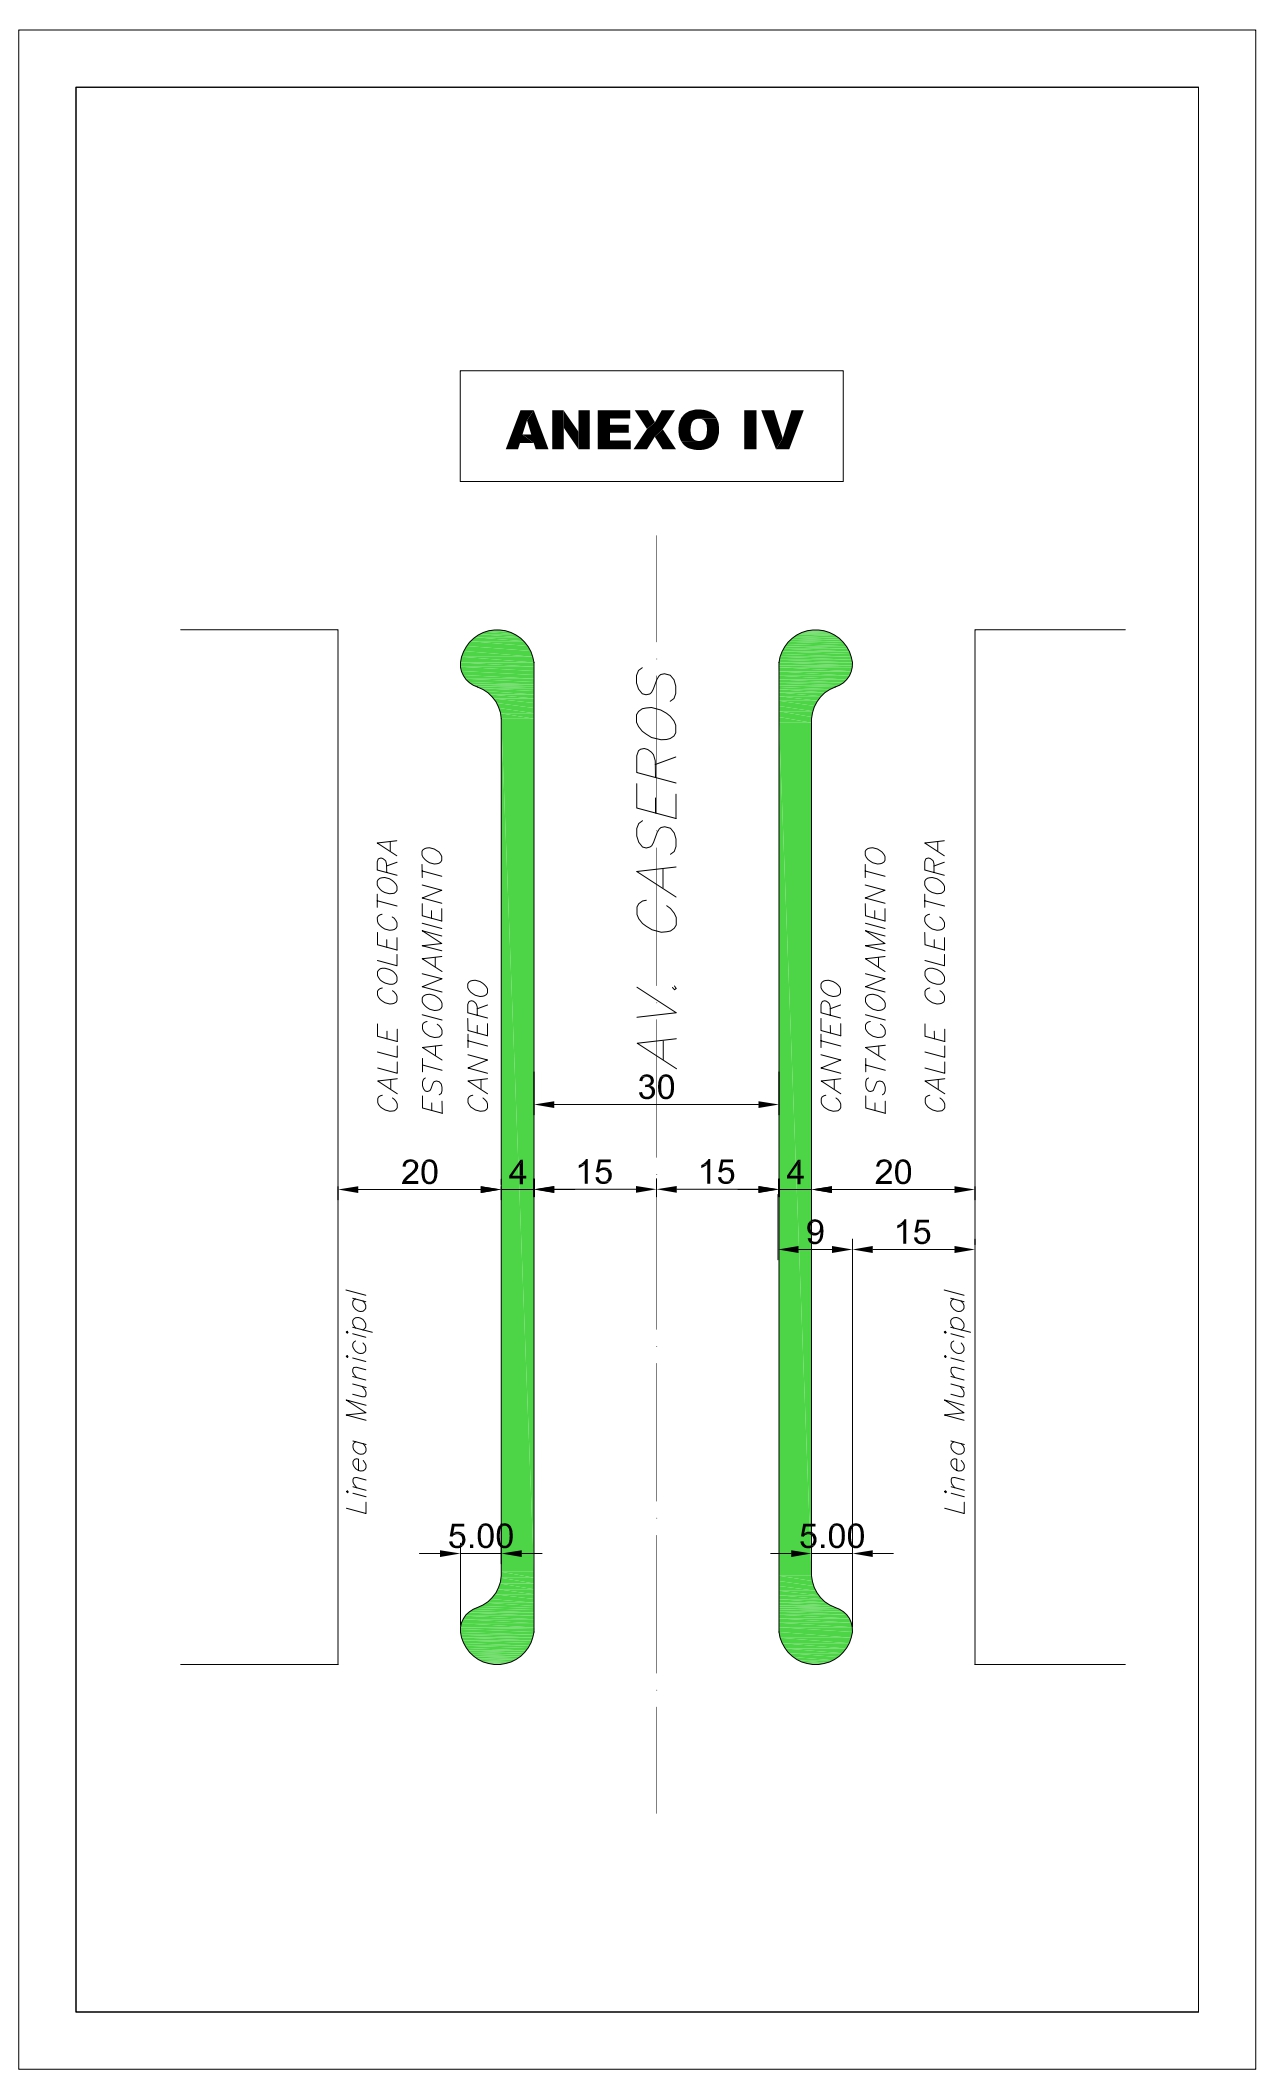 ANEXO IV
CALLE COLECTORA
ESTACIONAMIENTO
CANTERO
AV. CASEROS
CANTERO
ESTACIONAMIENTO
CALLE COLECTORA
30
20
4
15
15
4
20
9
15
Linea Municipal
Linea Municipal
5.00
5.00